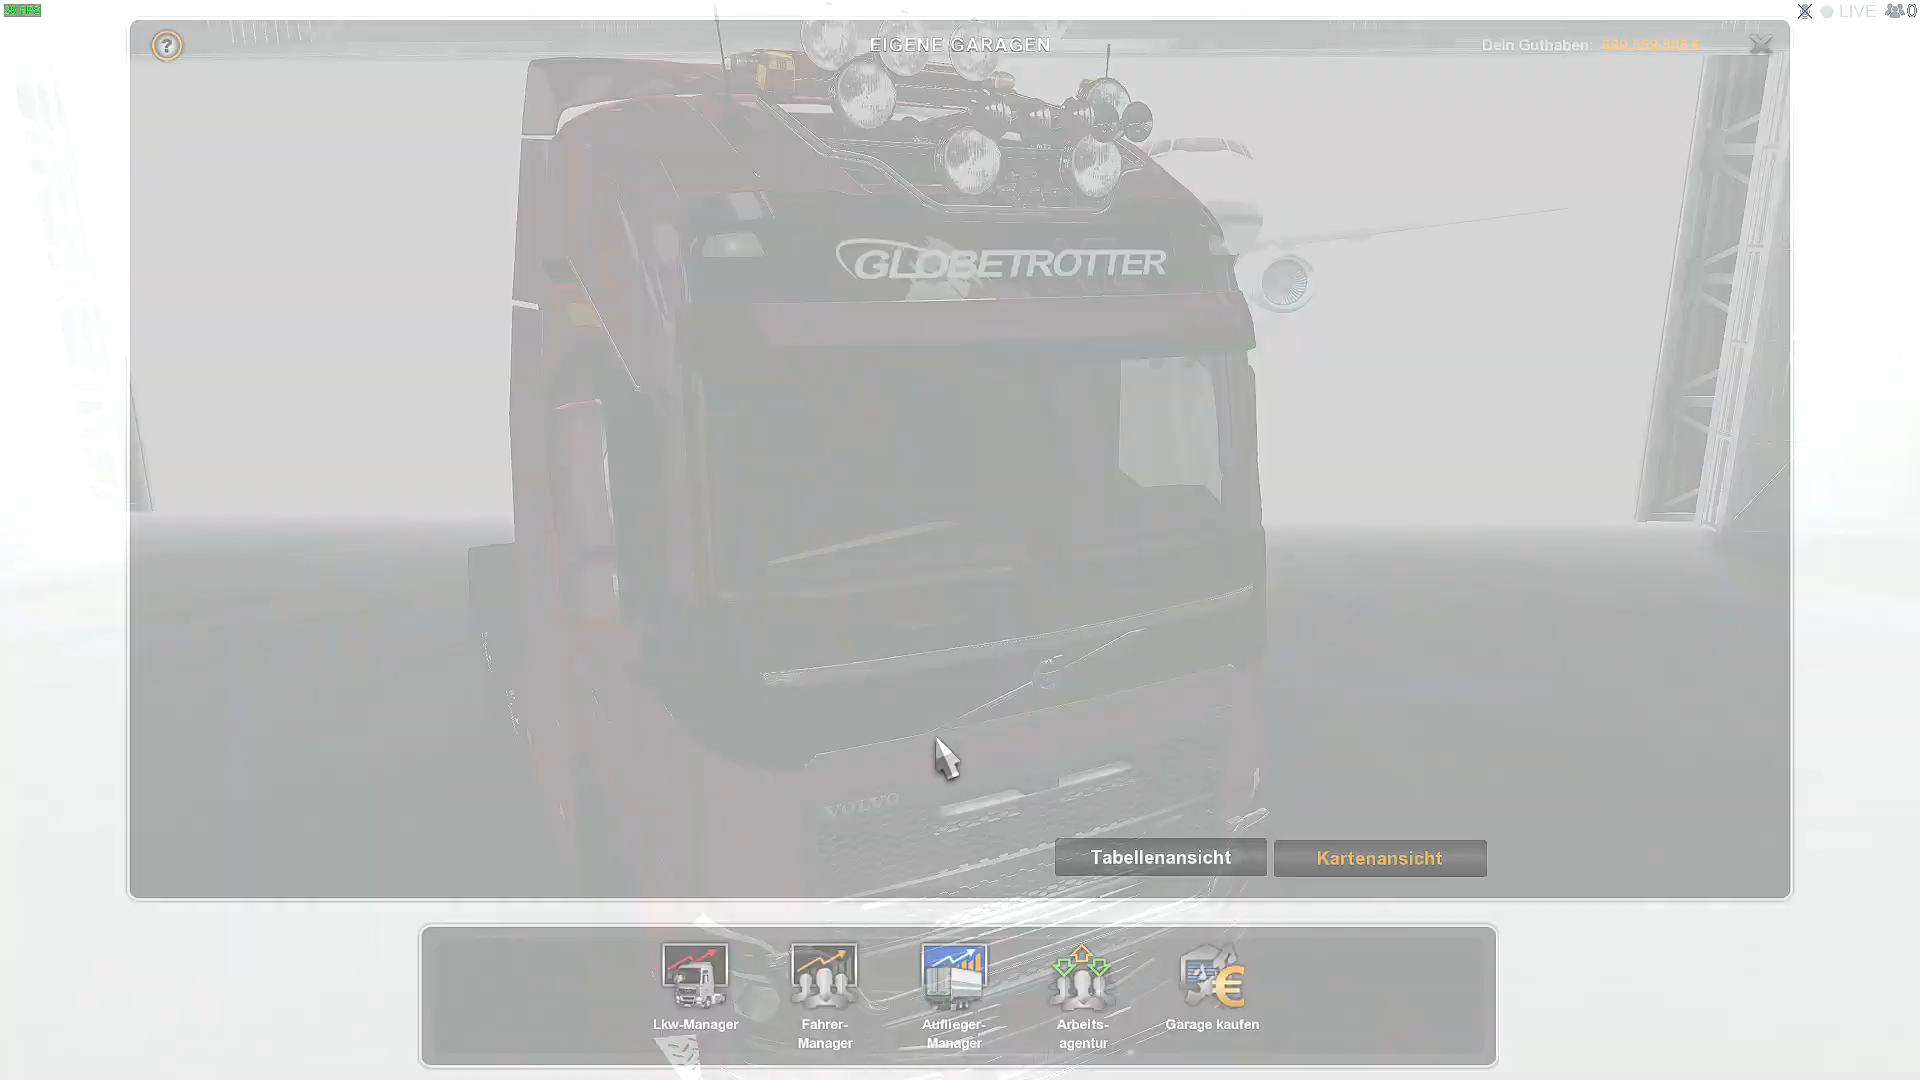 LIVE 0
EIGENE GARAGEN
Dein Guthaben:
GLOBETROTTER
VOLVO
Tabellenansicht
Kartenansicht
Lkw-Manager
Fahrer-
Manager
Auflieger-
Manager
Arbeits-
agentur
Garage kaufen